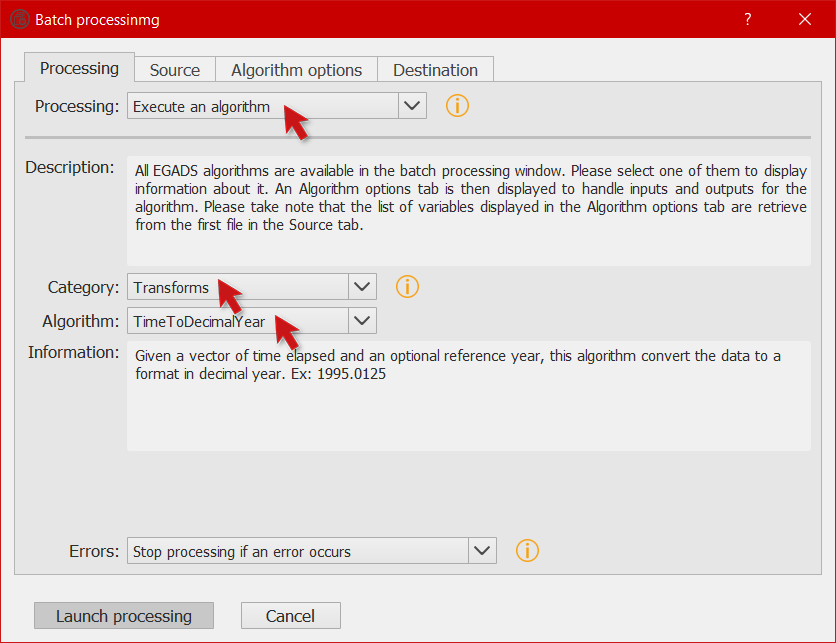 Batch processinmg
?
Processing Source Algorithm options Destination
Processing: Execute an algorithm
Description: All EGADS algorithms are available in the batch processing window. Please select one of them to display
information about it. An Algorithm options tab is then displayed to handle inputs and outputs for the
algorithm. Please take note that the list of variables displayed in the Algorithm options tab are retrieve
from the first file in the Source tab.
Category: Transforms
Algorithm: TimeToDecimalYear
Information: Given a vector of time elapsed and an optional reference year, this algorithm convert the data to a
format in decimal year. Ex: 1995.0125
Errors: Stop processing if an error occurs
Launch processing Cancel